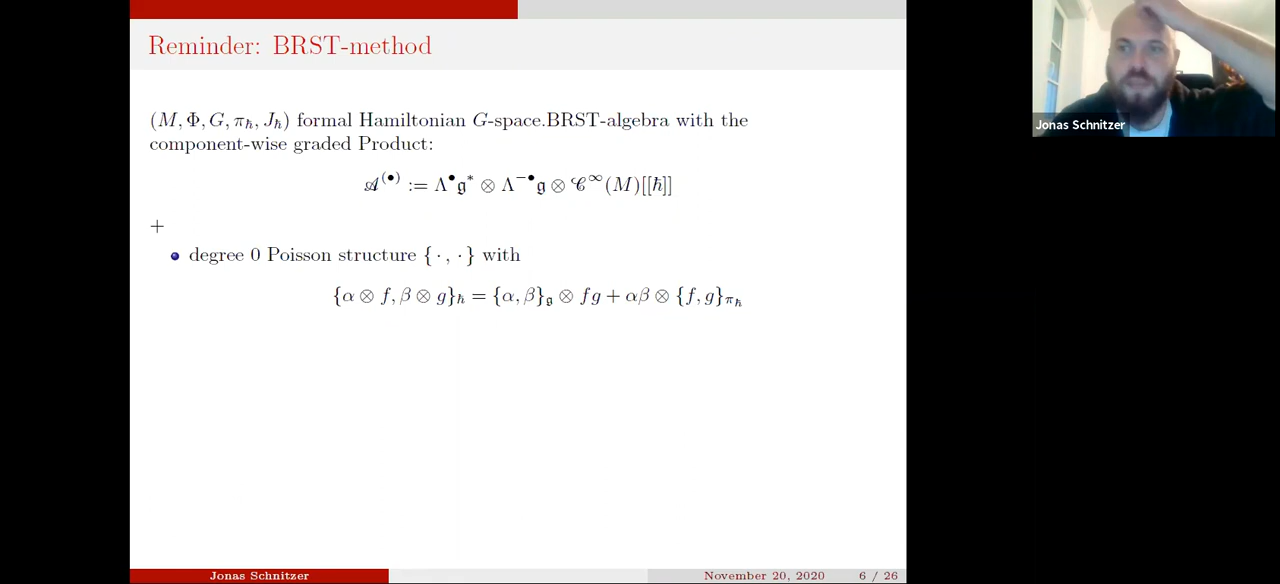 Reminder: BRST-method
(M, Φ, G, π_ℏ, J_ℏ) formal Hamiltonian G-space.BRST-algebra with the
component-wise graded Product:
𝒜^(•) := Λ^• 𝔤* ⊗ Λ^−• 𝔤 ⊗ 𝒞^∞(M)[[ℏ]]
+
• degree 0 Poisson structure {·, ·} with
{α ⊗ f, β ⊗ g}_ℏ = {α, β}_𝔤 ⊗ fg + αβ ⊗ {f, g}_π_ℏ
Jonas Schnitzer
Jonas Schnitzer November 20, 2020 6 / 26